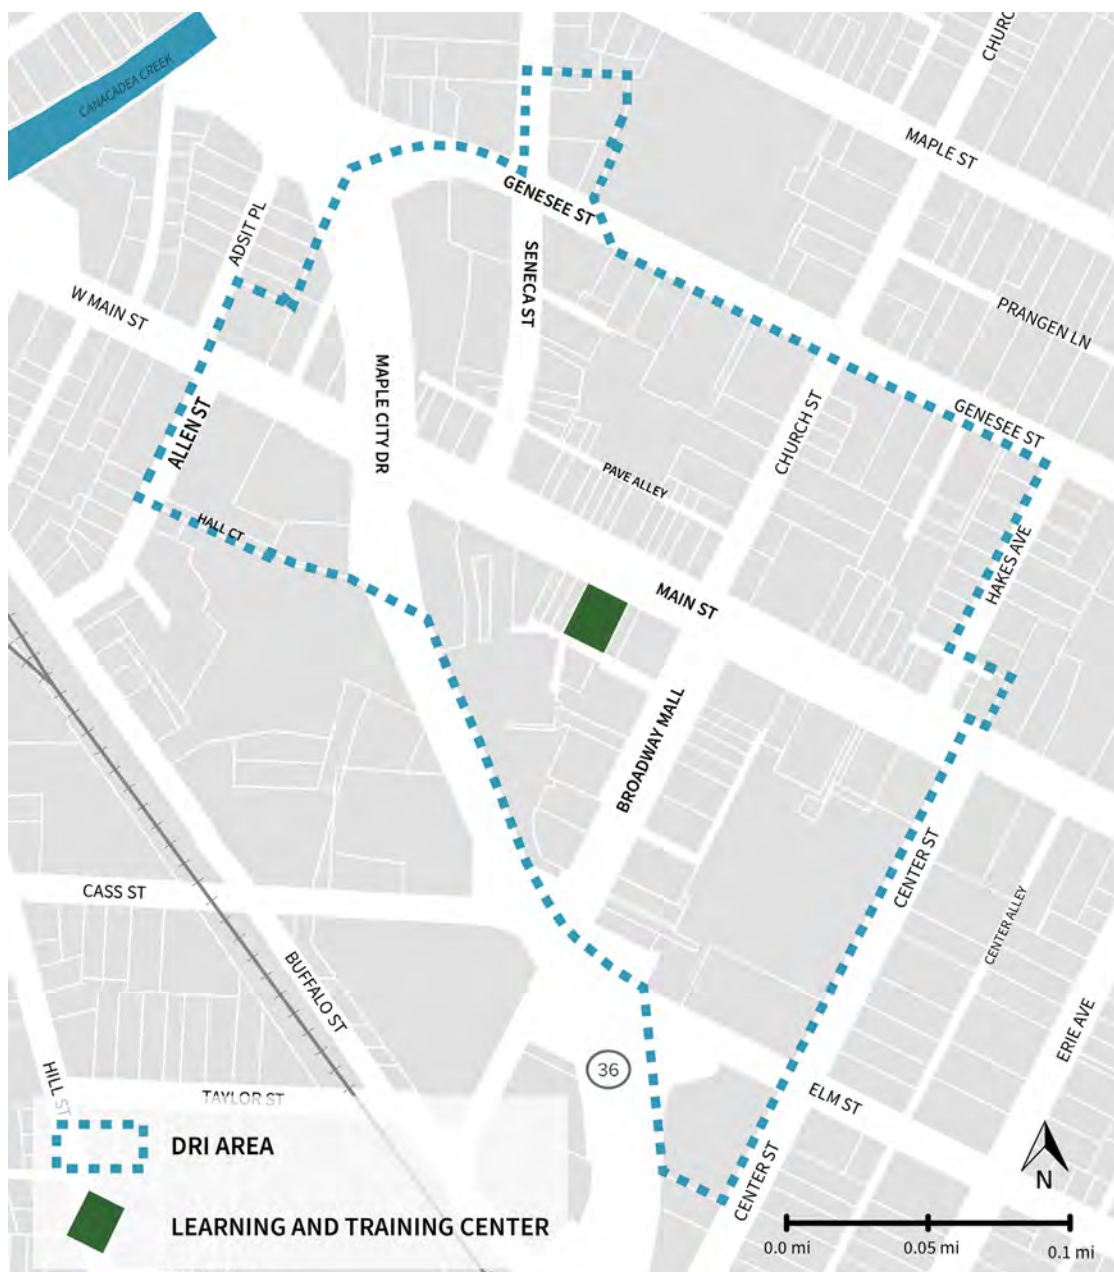 CHURC
CANACADEA CREEK
MAPLE ST
GENESEE ST
ADSIT PL
SENECA ST
W MAIN ST
PRANGEN LN
MAPLE CITY DR
ALLEN ST
CHURCH ST
GENESEE ST
PAVE ALLEY
HALL CT
HAKES AVE
MAIN ST
BROADWAY MALL
CENTER ST
CASS ST
CENTER ALLEY
BUFFALO ST
ERIE AVE
36
HILL ST
TAYLOR ST
ELM ST
DRI AREA
CENTER ST
N
LEARNING AND TRAINING CENTER
0.0 mi
0.05 mi
0.1 mi